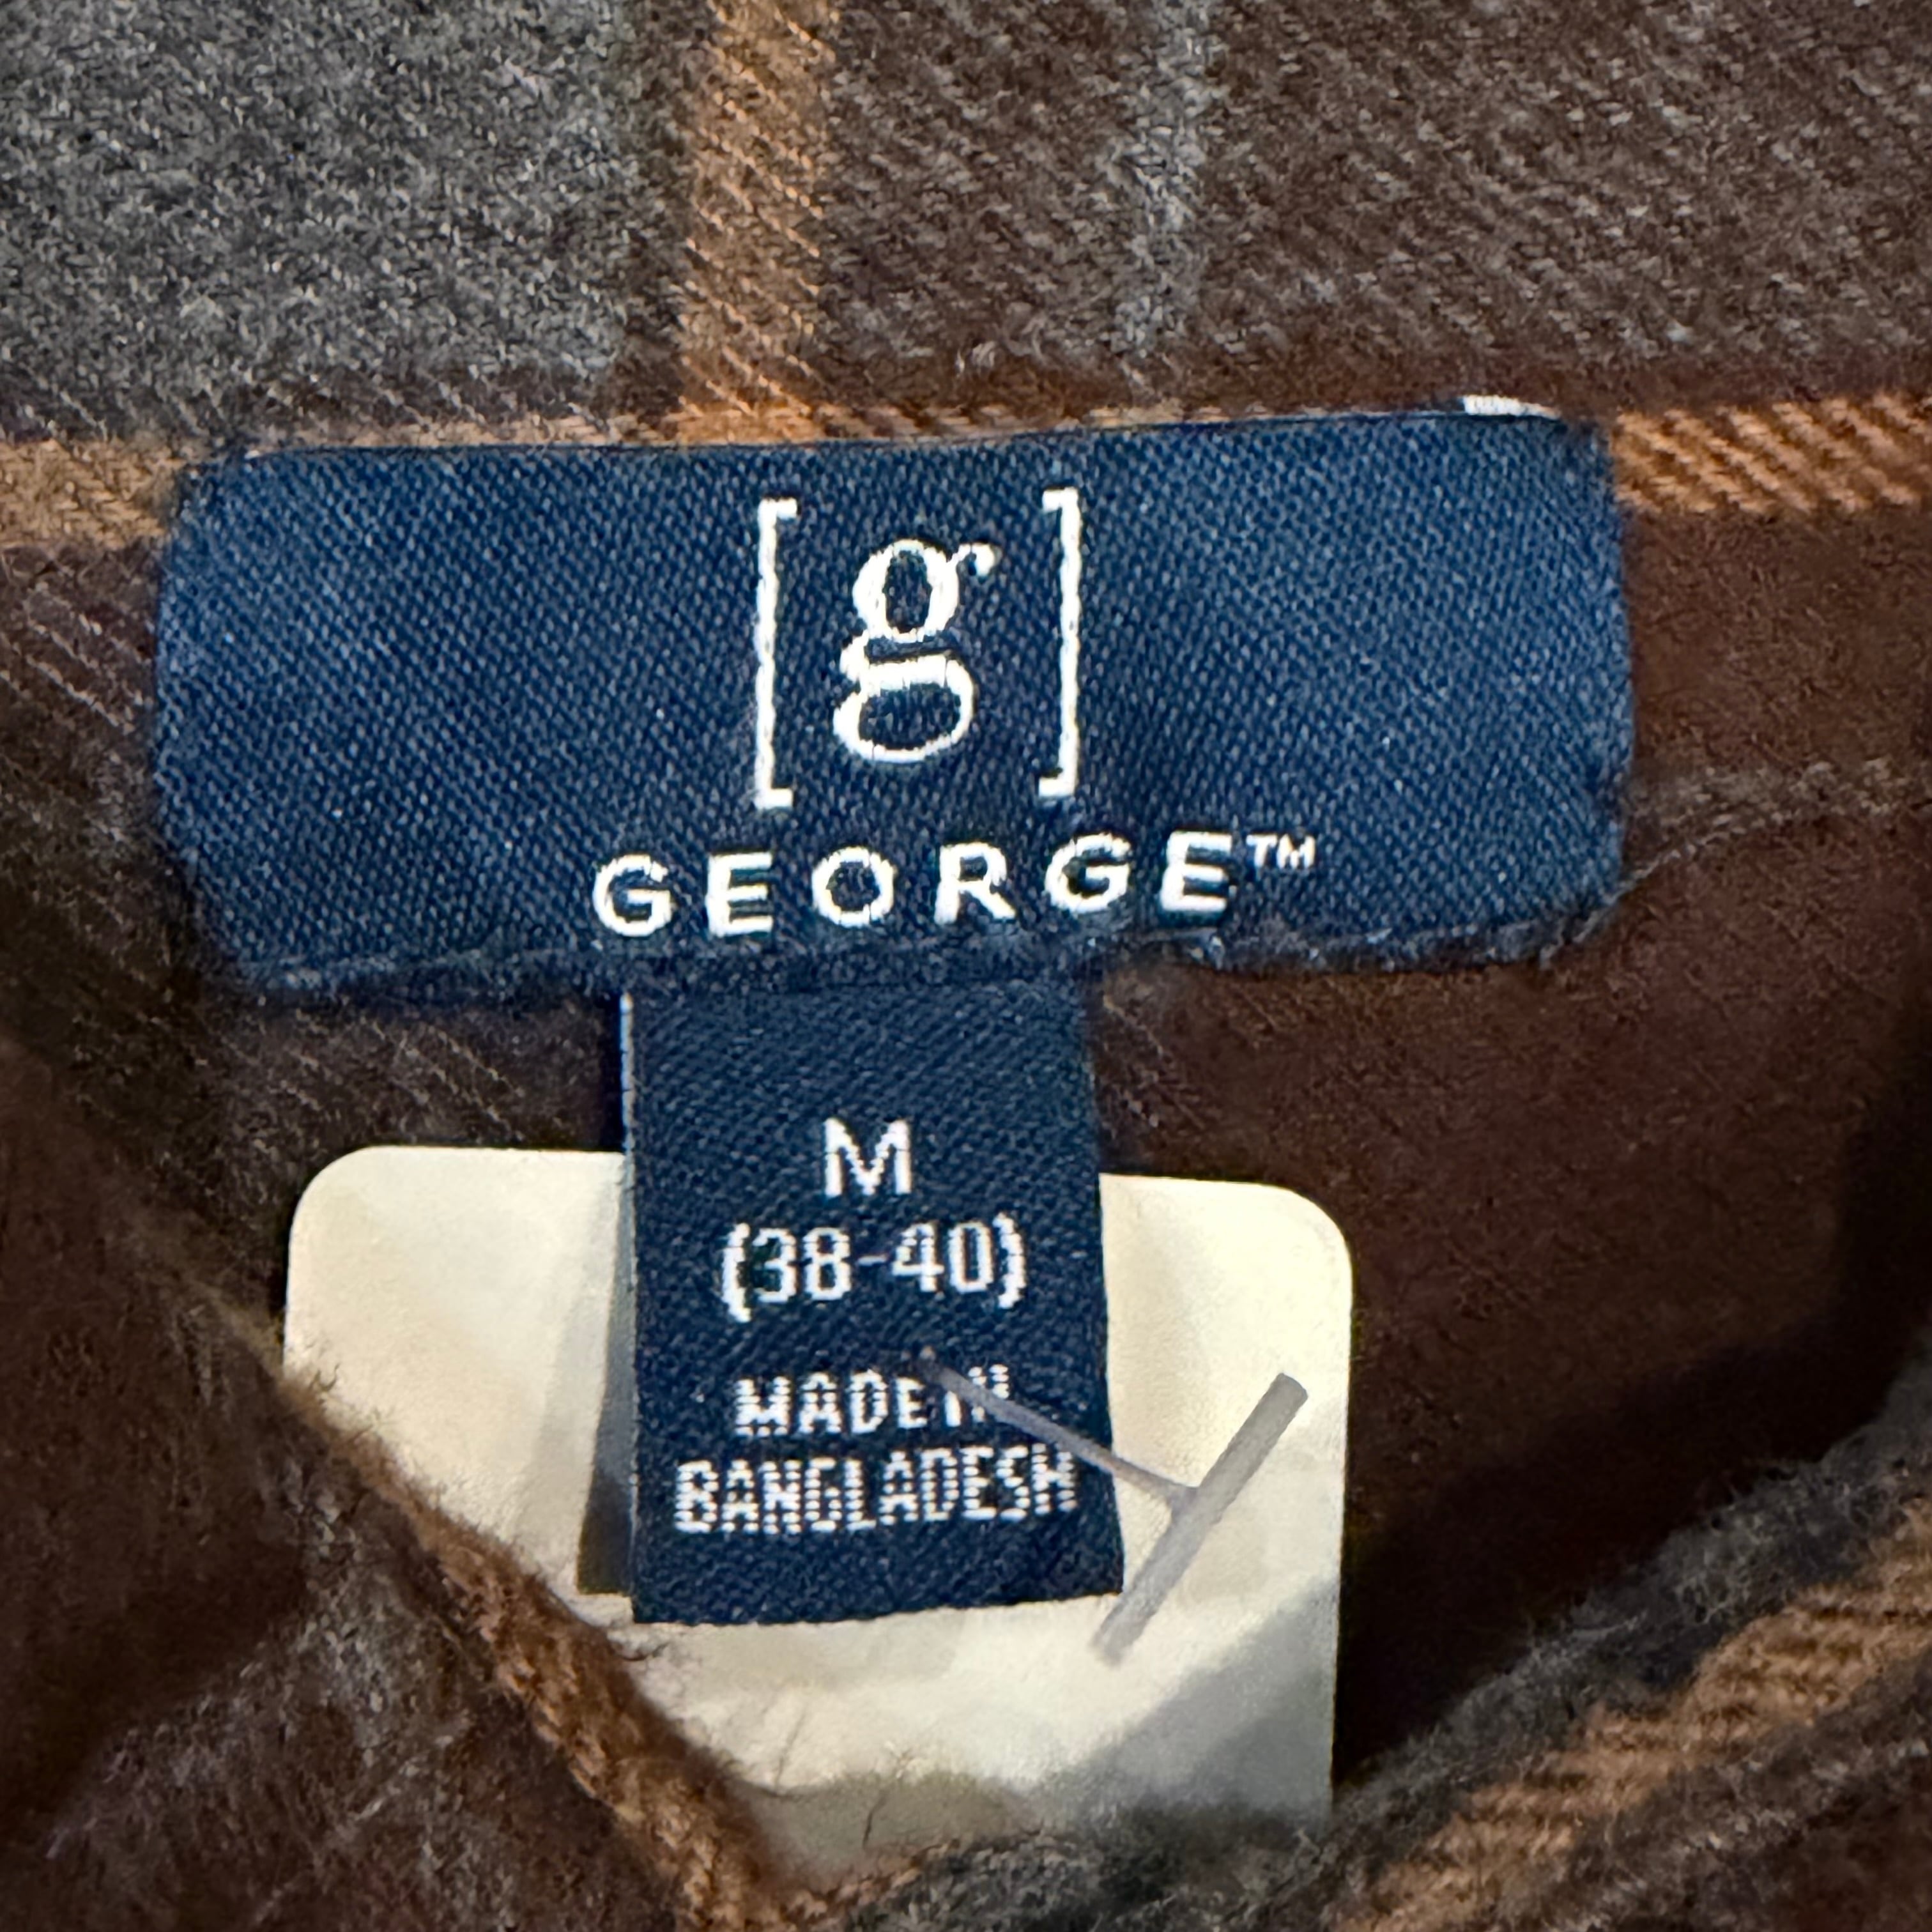 [g]
GEORGE™
M
(38-40)
MADE IN
BANGLADESH